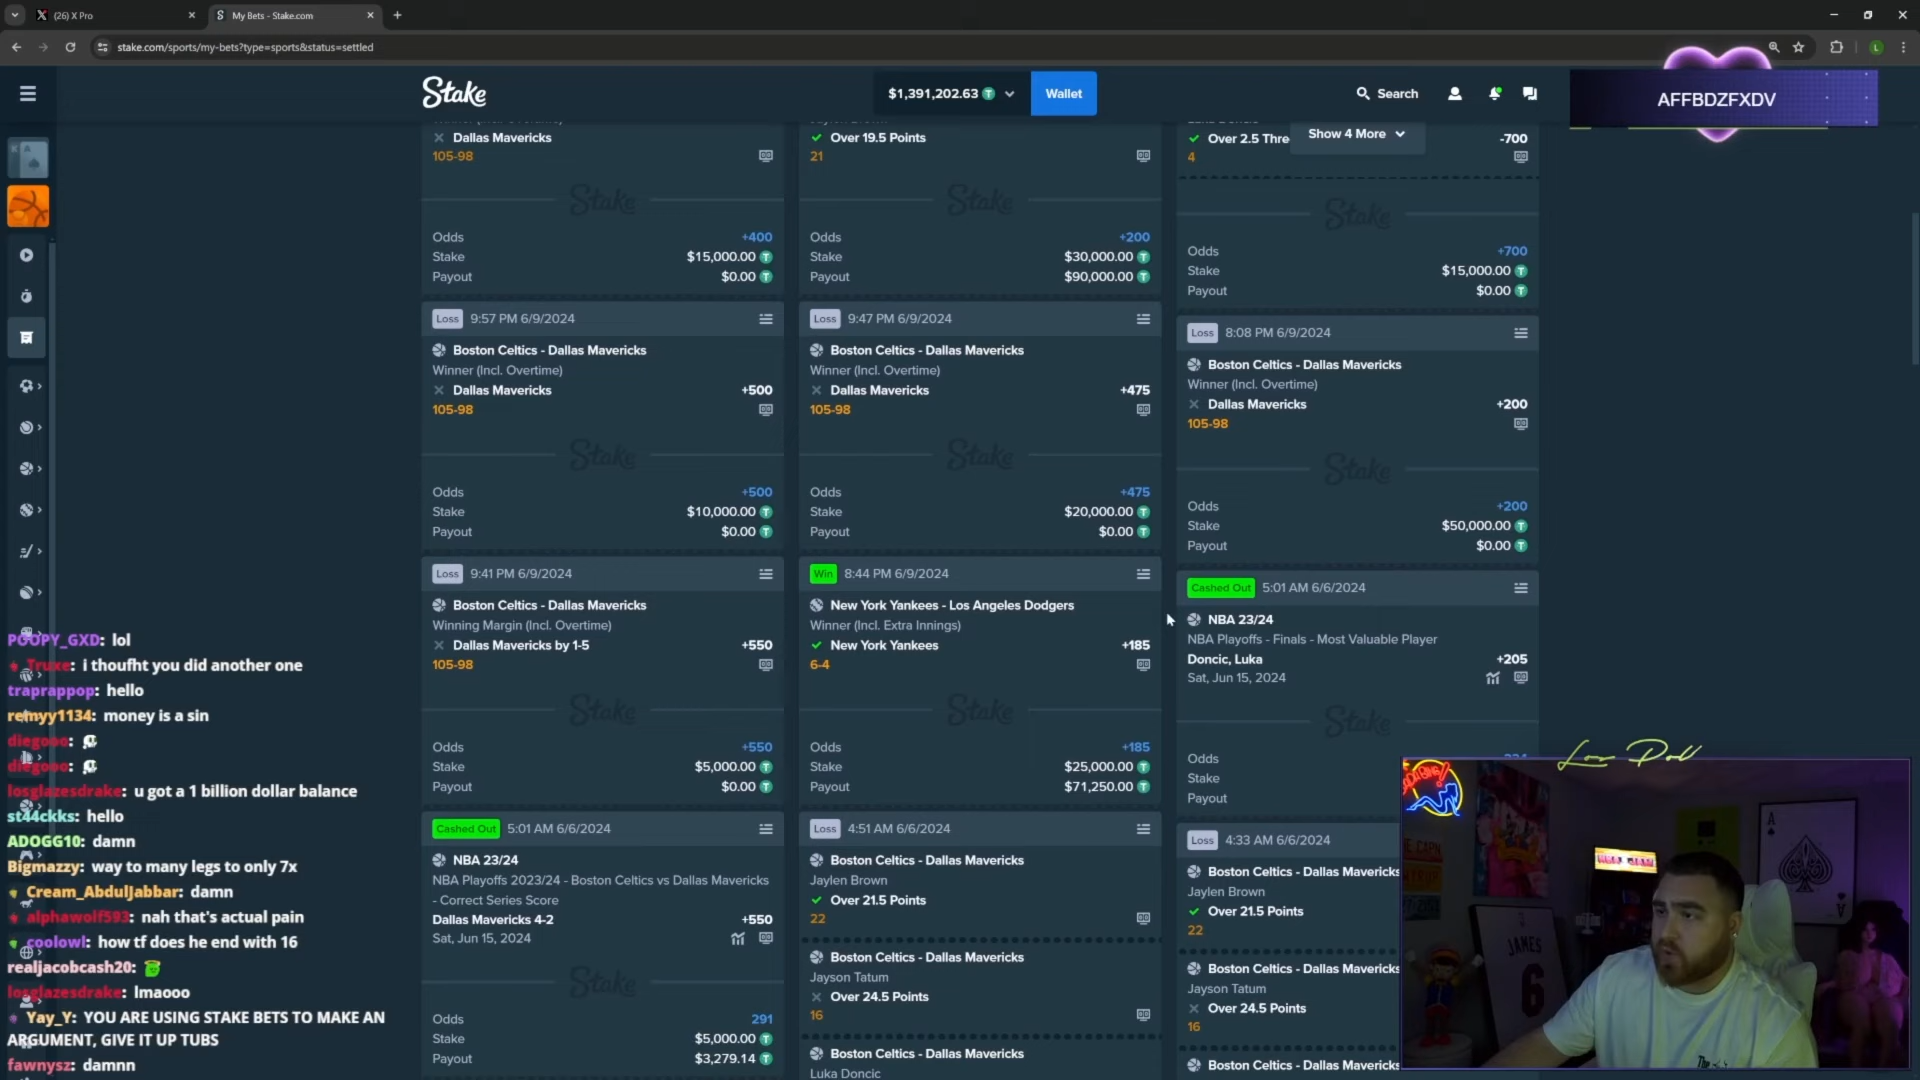 (26) X Pro
My Bets - Stake.com
stake.com/sports/my-bets?type=sports&status=settled
Stake
$1,391,202.63
Wallet
Search
AFFBDZFXDV
Dallas Mavericks
105-98
Stake
Odds +400
Stake $15,000.00
Payout $0.00
Loss 9:57 PM 6/9/2024
Boston Celtics - Dallas Mavericks
Winner (Incl. Overtime)
Dallas Mavericks +500
105-98
Stake
Odds +500
Stake $10,000.00
Payout $0.00
Loss 9:41 PM 6/9/2024
Boston Celtics - Dallas Mavericks
Winning Margin (Incl. Overtime)
Dallas Mavericks by 1-5 +550
105-98
Stake
Odds +550
Stake $5,000.00
Payout $0.00
Cashed Out 5:01 AM 6/6/2024
NBA 23/24
NBA Playoffs 2023/24 - Boston Celtics vs Dallas Mavericks
- Correct Series Score
Dallas Mavericks 4-2 +550
Sat, Jun 15, 2024
Stake
Odds 291
Stake $5,000.00
Payout $3,279.14
Over 19.5 Points
21
Stake
Odds +200
Stake $30,000.00
Payout $90,000.00
Loss 9:47 PM 6/9/2024
Boston Celtics - Dallas Mavericks
Winner (Incl. Overtime)
Dallas Mavericks +475
105-98
Stake
Odds +475
Stake $20,000.00
Payout $0.00
Win 8:44 PM 6/9/2024
New York Yankees - Los Angeles Dodgers
Winner (Incl. Extra Innings)
New York Yankees +185
6-4
Stake
Odds +185
Stake $25,000.00
Payout $71,250.00
Loss 4:51 AM 6/6/2024
Boston Celtics - Dallas Mavericks
Jaylen Brown
Over 21.5 Points
22
Boston Celtics - Dallas Mavericks
Jayson Tatum
Over 24.5 Points
16
Boston Celtics - Dallas Mavericks
Luka Doncic
Over 2.5 Thre -700
Show 4 More
4
Stake
Odds +700
Stake $15,000.00
Payout $0.00
Loss 8:08 PM 6/9/2024
Boston Celtics - Dallas Mavericks
Winner (Incl. Overtime)
Dallas Mavericks +200
105-98
Stake
Odds +200
Stake $50,000.00
Payout $0.00
Cashed Out 5:01 AM 6/6/2024
NBA 23/24
NBA Playoffs - Finals - Most Valuable Player
Doncic, Luka +205
Sat, Jun 15, 2024
Stake
Odds
Stake
Payout
Loss 4:33 AM 6/6/2024
Boston Celtics - Dallas Mavericks
Jaylen Brown
Over 21.5 Points
22
Boston Celtics - Dallas Mavericks
Jayson Tatum
Over 24.5 Points
16
Boston Celtics - Dallas Mavericks
POOPY_GXD: lol
Truxe: i thoufht you did another one
traprappop: hello
remyy1134: money is a sin
diegooo:
diegooo:
losglazesdrake: u got a 1 billion dollar balance
st44ckks: hello
ADOGG10: damn
Bigmazzy: way to many legs to only 7x
Cream_AbdulJabbar: damn
alphawolf593: nah that's actual pain
coolowl: how tf does he end with 16
realjacobcash20:
losglazesdrake: lmaooo
Yay_Y: YOU ARE USING STAKE BETS TO MAKE AN
ARGUMENT, GIVE IT UP TUBS
fawnysz: damnn
JAMES
6
A